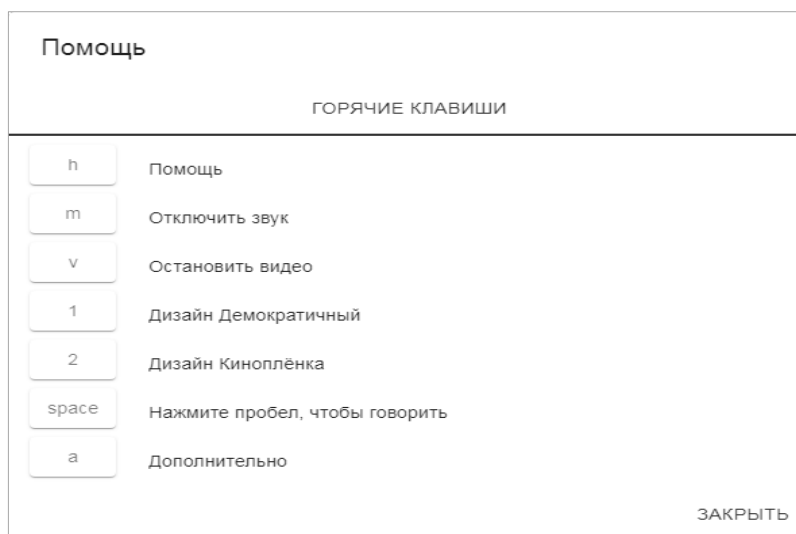 Помощь
ГОРЯЧИЕ КЛАВИШИ
h Помощь
m Отключить звук
v Остановить видео
1 Дизайн Демократичный
2 Дизайн Киноплёнка
space Нажмите пробел, чтобы говорить
a Дополнительно
ЗАКРЫТЬ